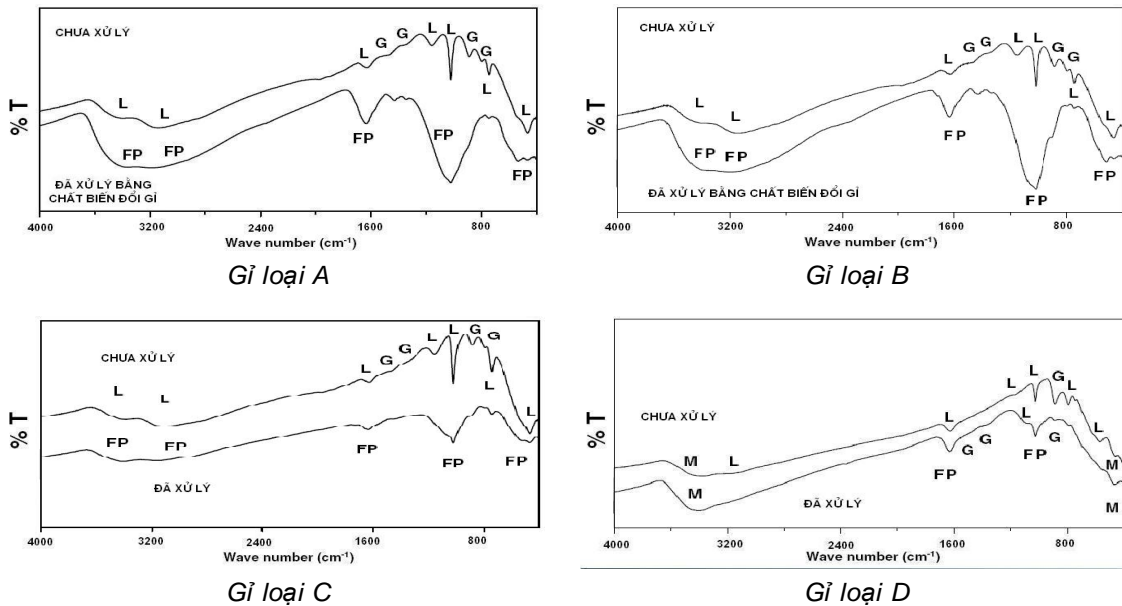 CHƯA XỬ LÝ
L L L G G L L G G L L
% T
FP FP FP FP FP
ĐÃ XỬ LÝ BẰNG
CHẤT BIẾN ĐỔI GỈ
4000 3200 2400 1600 800
Wave number (cm⁻¹)
Gỉ loại A
CHƯA XỬ LÝ
L L L G G L L G G L L
% T
FP FP FP FP FP
ĐÃ XỬ LÝ BẰNG CHẤT BIẾN ĐỔI GỈ
4000 3200 2400 1600 800
Wave number (cm⁻¹)
Gỉ loại B
CHƯA XỬ LÝ
L L L G G L L G G L L
% T
FP FP FP FP FP
ĐÃ XỬ LÝ
4000 3200 2400 1600 800
Wave number (cm⁻¹)
Gỉ loại C
CHƯA XỬ LÝ
M L L L L G L L M
% T
M FP G G L FP G M
ĐÃ XỬ LÝ
4000 3200 2400 1600 800
Wave number (cm⁻¹)
Gỉ loại D